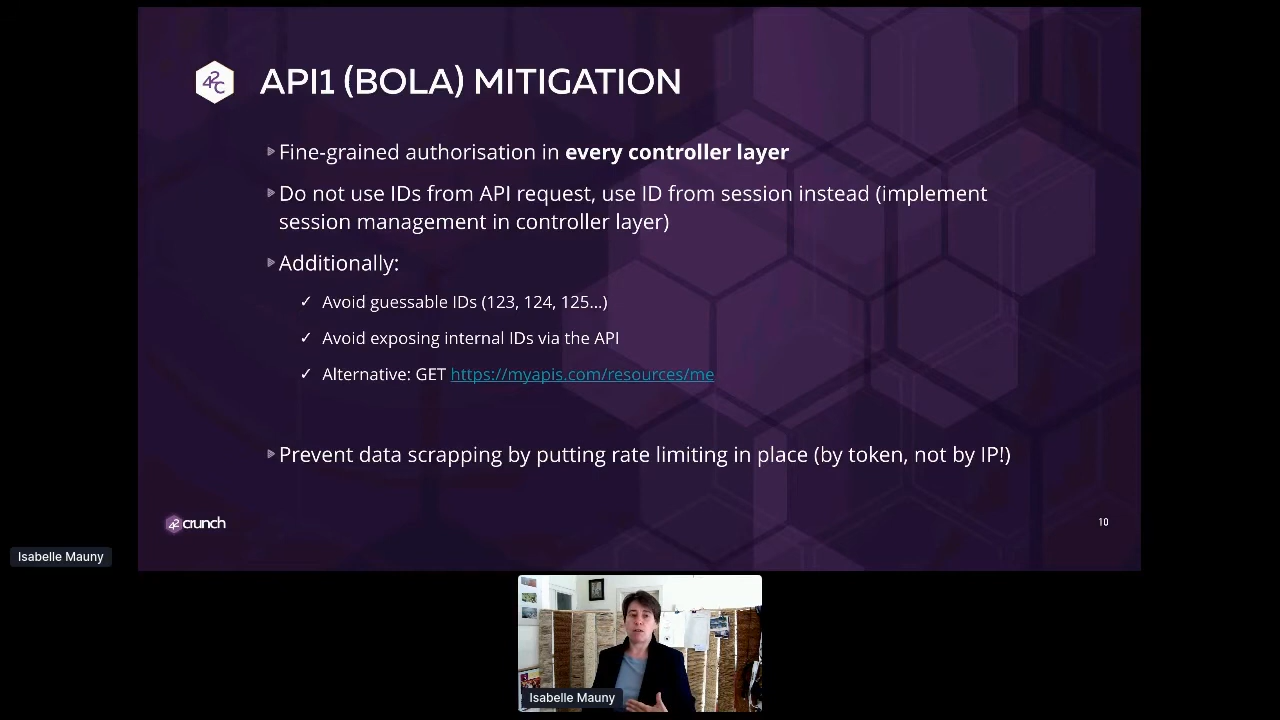 42C
API1 (BOLA) MITIGATION
Fine-grained authorisation in every controller layer
Do not use IDs from API request, use ID from session instead (implement
session management in controller layer)
Additionally:
✓ Avoid guessable IDs (123, 124, 125...)
✓ Avoid exposing internal IDs via the API
✓ Alternative: GET https://myapis.com/resources/me
Prevent data scrapping by putting rate limiting in place (by token, not by IP!)
42crunch
10
Isabelle Mauny
Isabelle Mauny